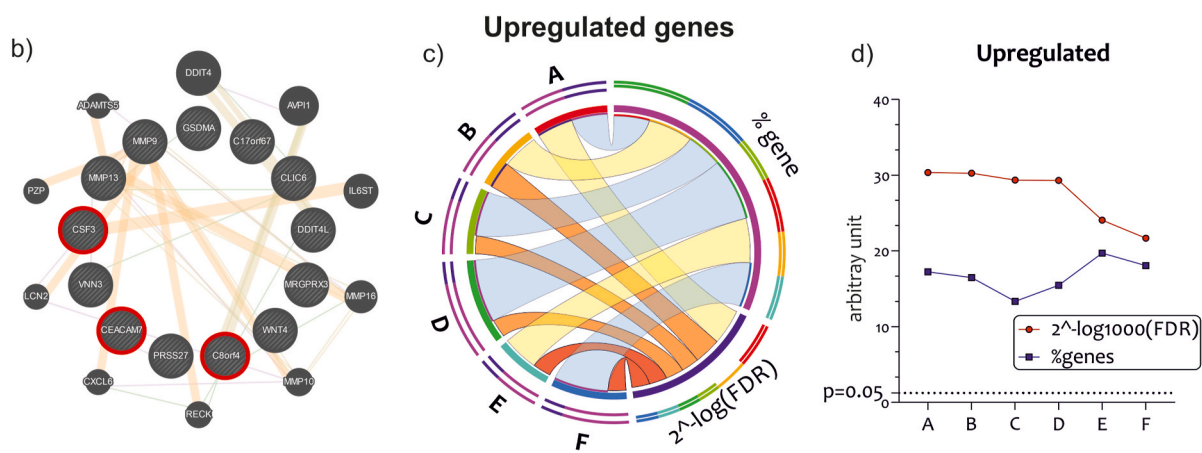 Upregulated genes
b)
DDIT4
ADAMTS5
AVPI1
GSDMA
C17orf67
MMP9
MMP13
CLIC6
PZP
IL6ST
CSF3
DDIT4L
VNN3
MRGPRX3
LCN2
MMP16
CEACAM7
WNT4
PRSS27
C8orf4
CXCL6
MMP10
RECK
c)
A
B
C
D
E
F
% gene
2^-log(FDR)
d)
Upregulated
arbitray unit
40
30
20
10
p=0.05
0
2^-log1000(FDR)
%genes
A B C D E F